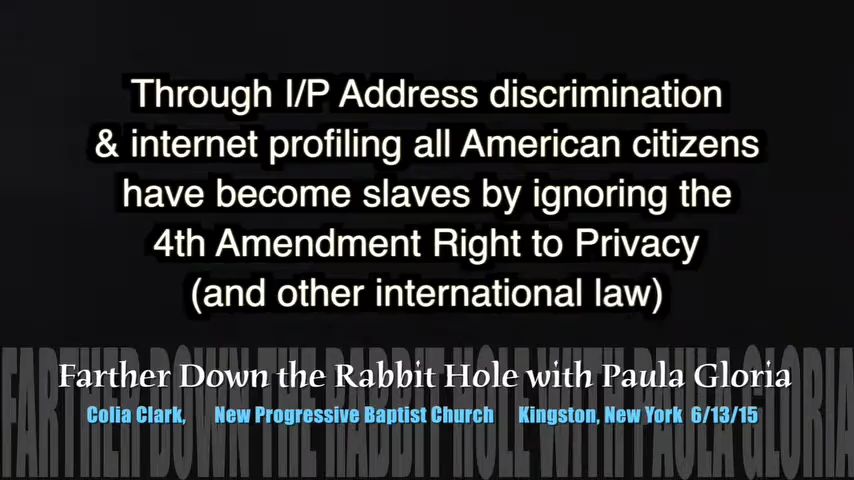 Through I/P Address discrimination
& internet profiling all American citizens
have become slaves by ignoring the
4th Amendment Right to Privacy
(and other international law)
FARTHER DOWN THE RABBIT HOLE WITH PAULA GLORIA
Farther Down the Rabbit Hole with Paula Gloria
Colia Clark, New Progressive Baptist Church Kingston, New York 6/13/15